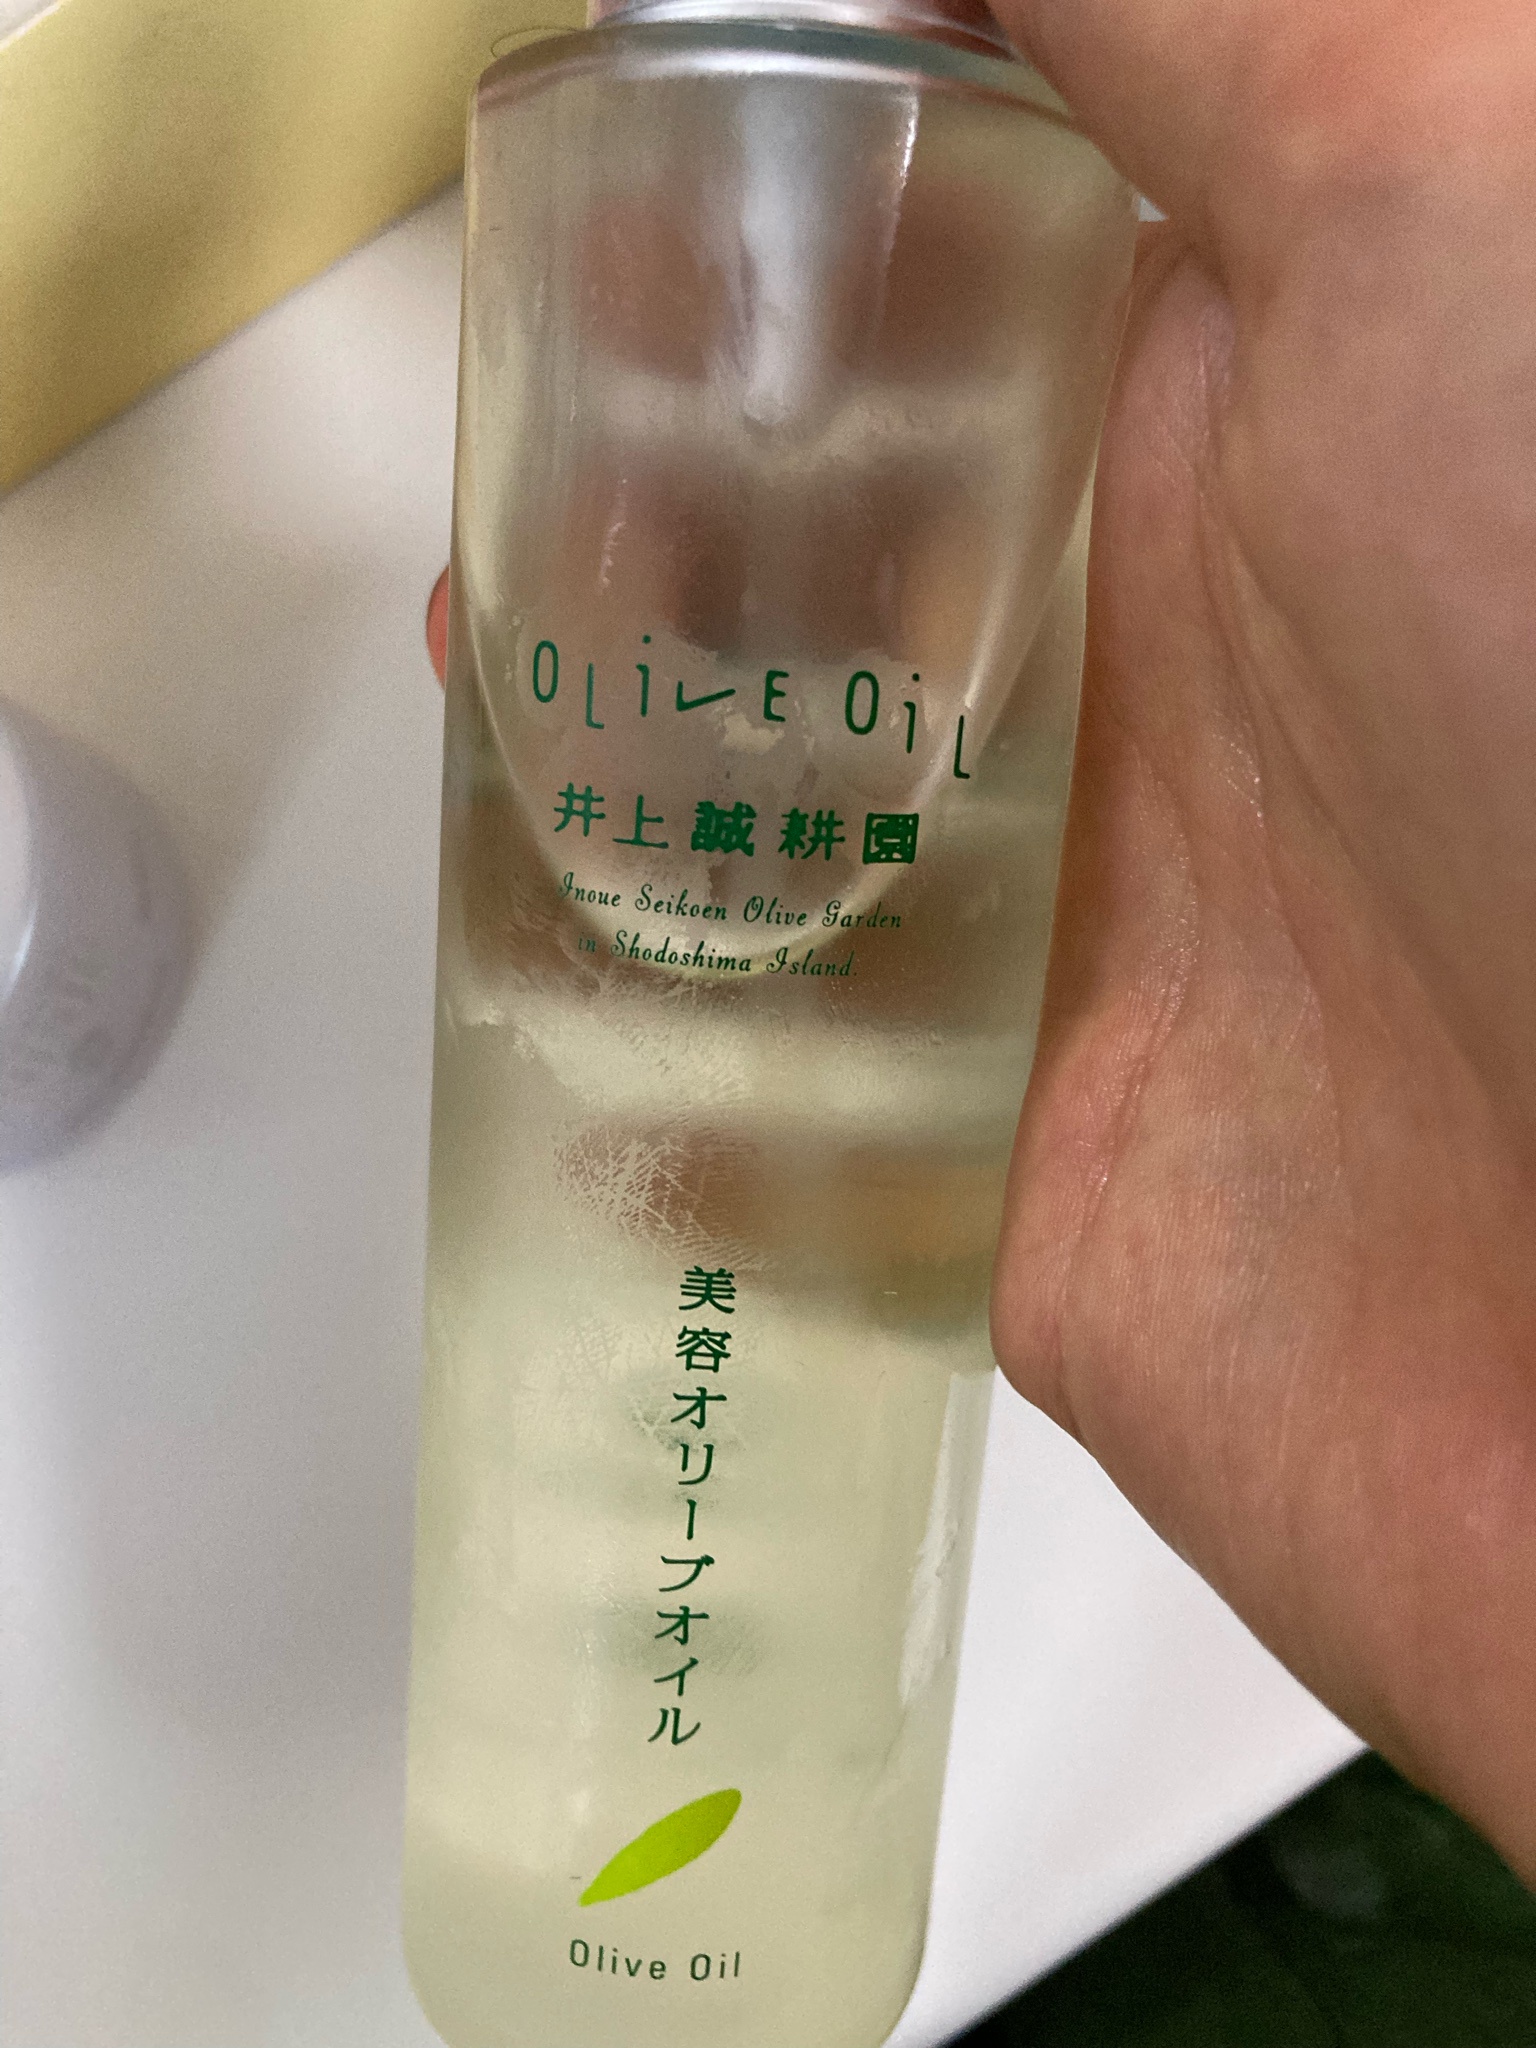 OLiVE OiL
井上誠耕園
Inoue Seikoen Olive Garden
in Shodoshima Island.
美容オリーブオイル
Olive Oil